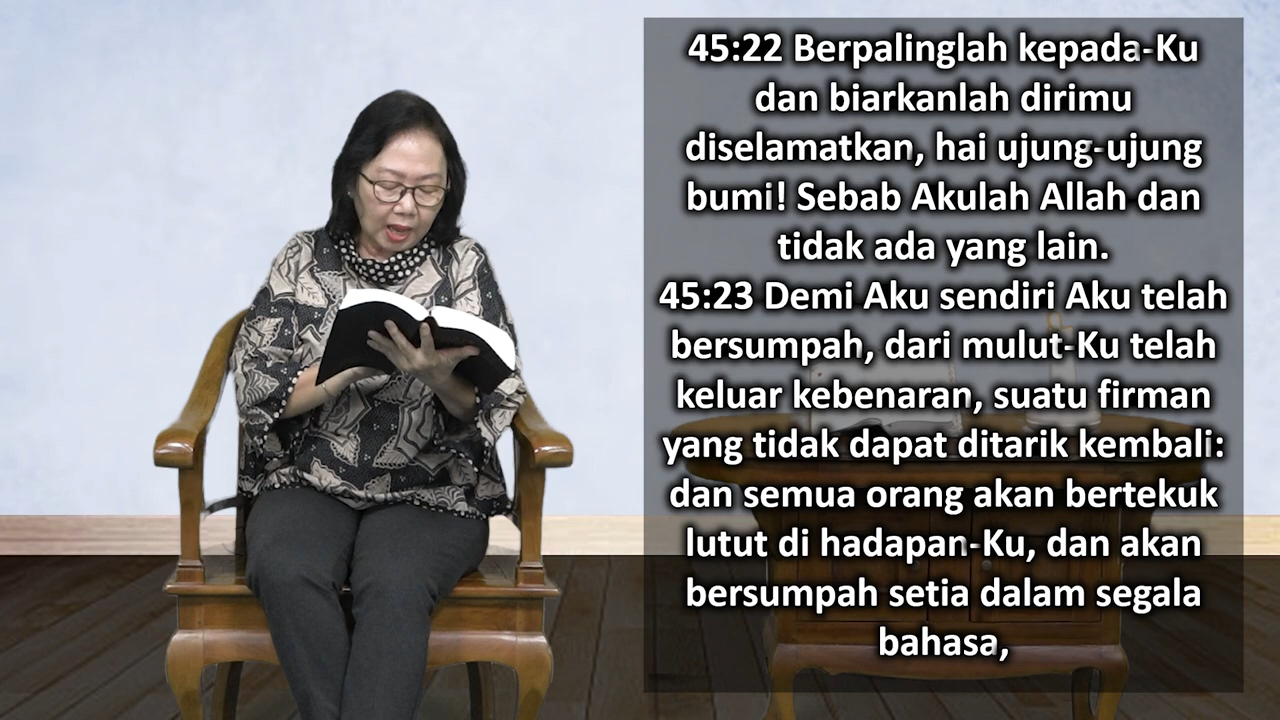 45:22 Berpalinglah kepada-Ku
dan biarkanlah dirimu
diselamatkan, hai ujung-ujung
bumi! Sebab Akulah Allah dan
tidak ada yang lain.
45:23 Demi Aku sendiri Aku telah
bersumpah, dari mulut-Ku telah
keluar kebenaran, suatu firman
yang tidak dapat ditarik kembali:
dan semua orang akan bertekuk
lutut di hadapan-Ku, dan akan
bersumpah setia dalam segala
bahasa,